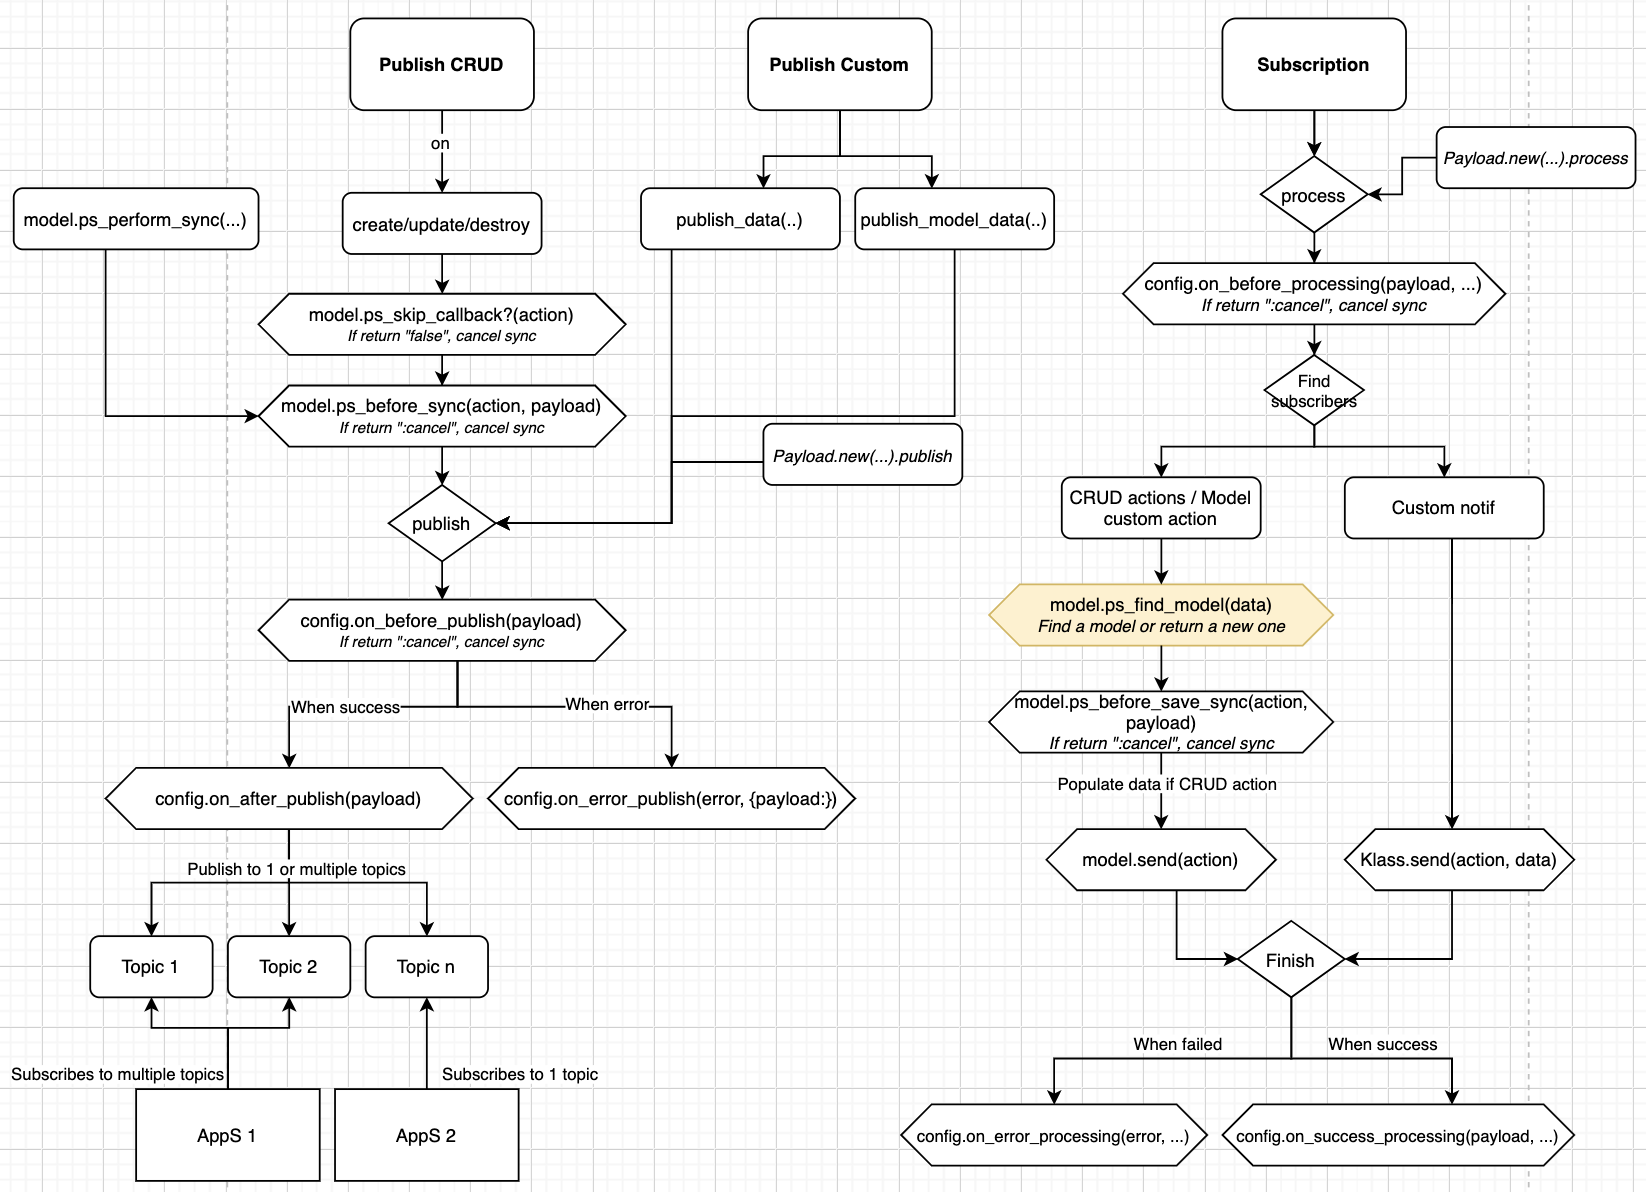 Publish CRUD
Publish Custom
Subscription
on
Payload.new(...).process
process
model.ps_perform_sync(...)
create/update/destroy
publish_data(..)
publish_model_data(..)
config.on_before_processing(payload, ...)
If return ":cancel", cancel sync
model.ps_skip_callback?(action)
If return "false", cancel sync
Find
subscribers
model.ps_before_sync(action, payload)
If return ":cancel", cancel sync
Payload.new(...).publish
CRUD actions / Model
custom action
Custom notif
publish
model.ps_find_model(data)
Find a model or return a new one
config.on_before_publish(payload)
If return ":cancel", cancel sync
When success
When error
model.ps_before_save_sync(action,
payload)
If return ":cancel", cancel sync
Populate data if CRUD action
config.on_after_publish(payload)
config.on_error_publish(error, {payload:})
model.send(action)
Klass.send(action, data)
Publish to 1 or multiple topics
Topic 1
Topic 2
Topic n
Finish
When failed
When success
Subscribes to multiple topics
Subscribes to 1 topic
AppS 1
AppS 2
config.on_error_processing(error, ...)
config.on_success_processing(payload, ...)